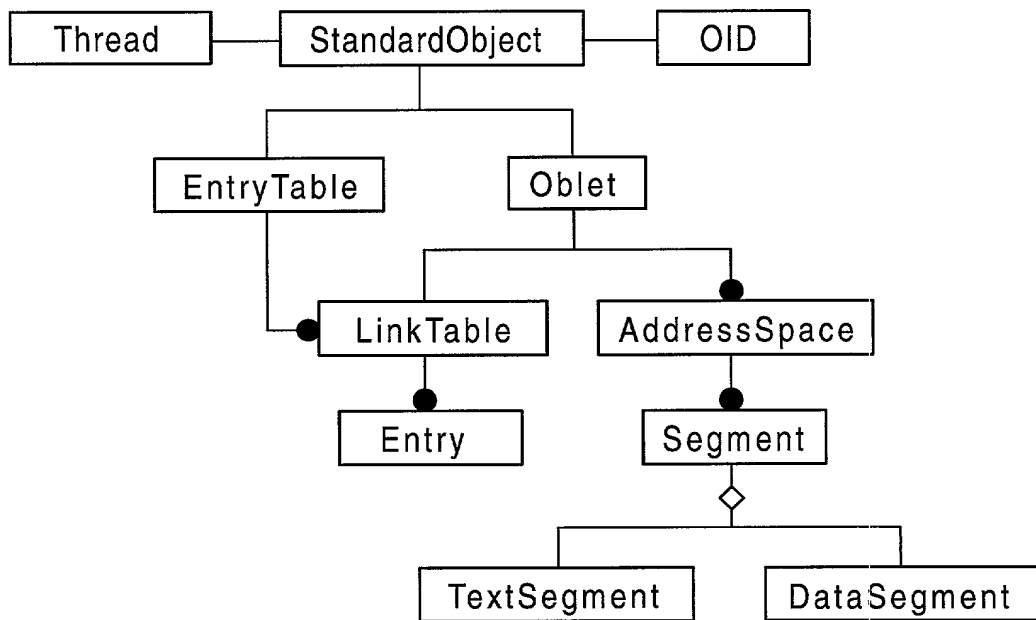 Thread
StandardObject
OID
EntryTable
Oblet
LinkTable
AddressSpace
Entry
Segment
TextSegment
DataSegment